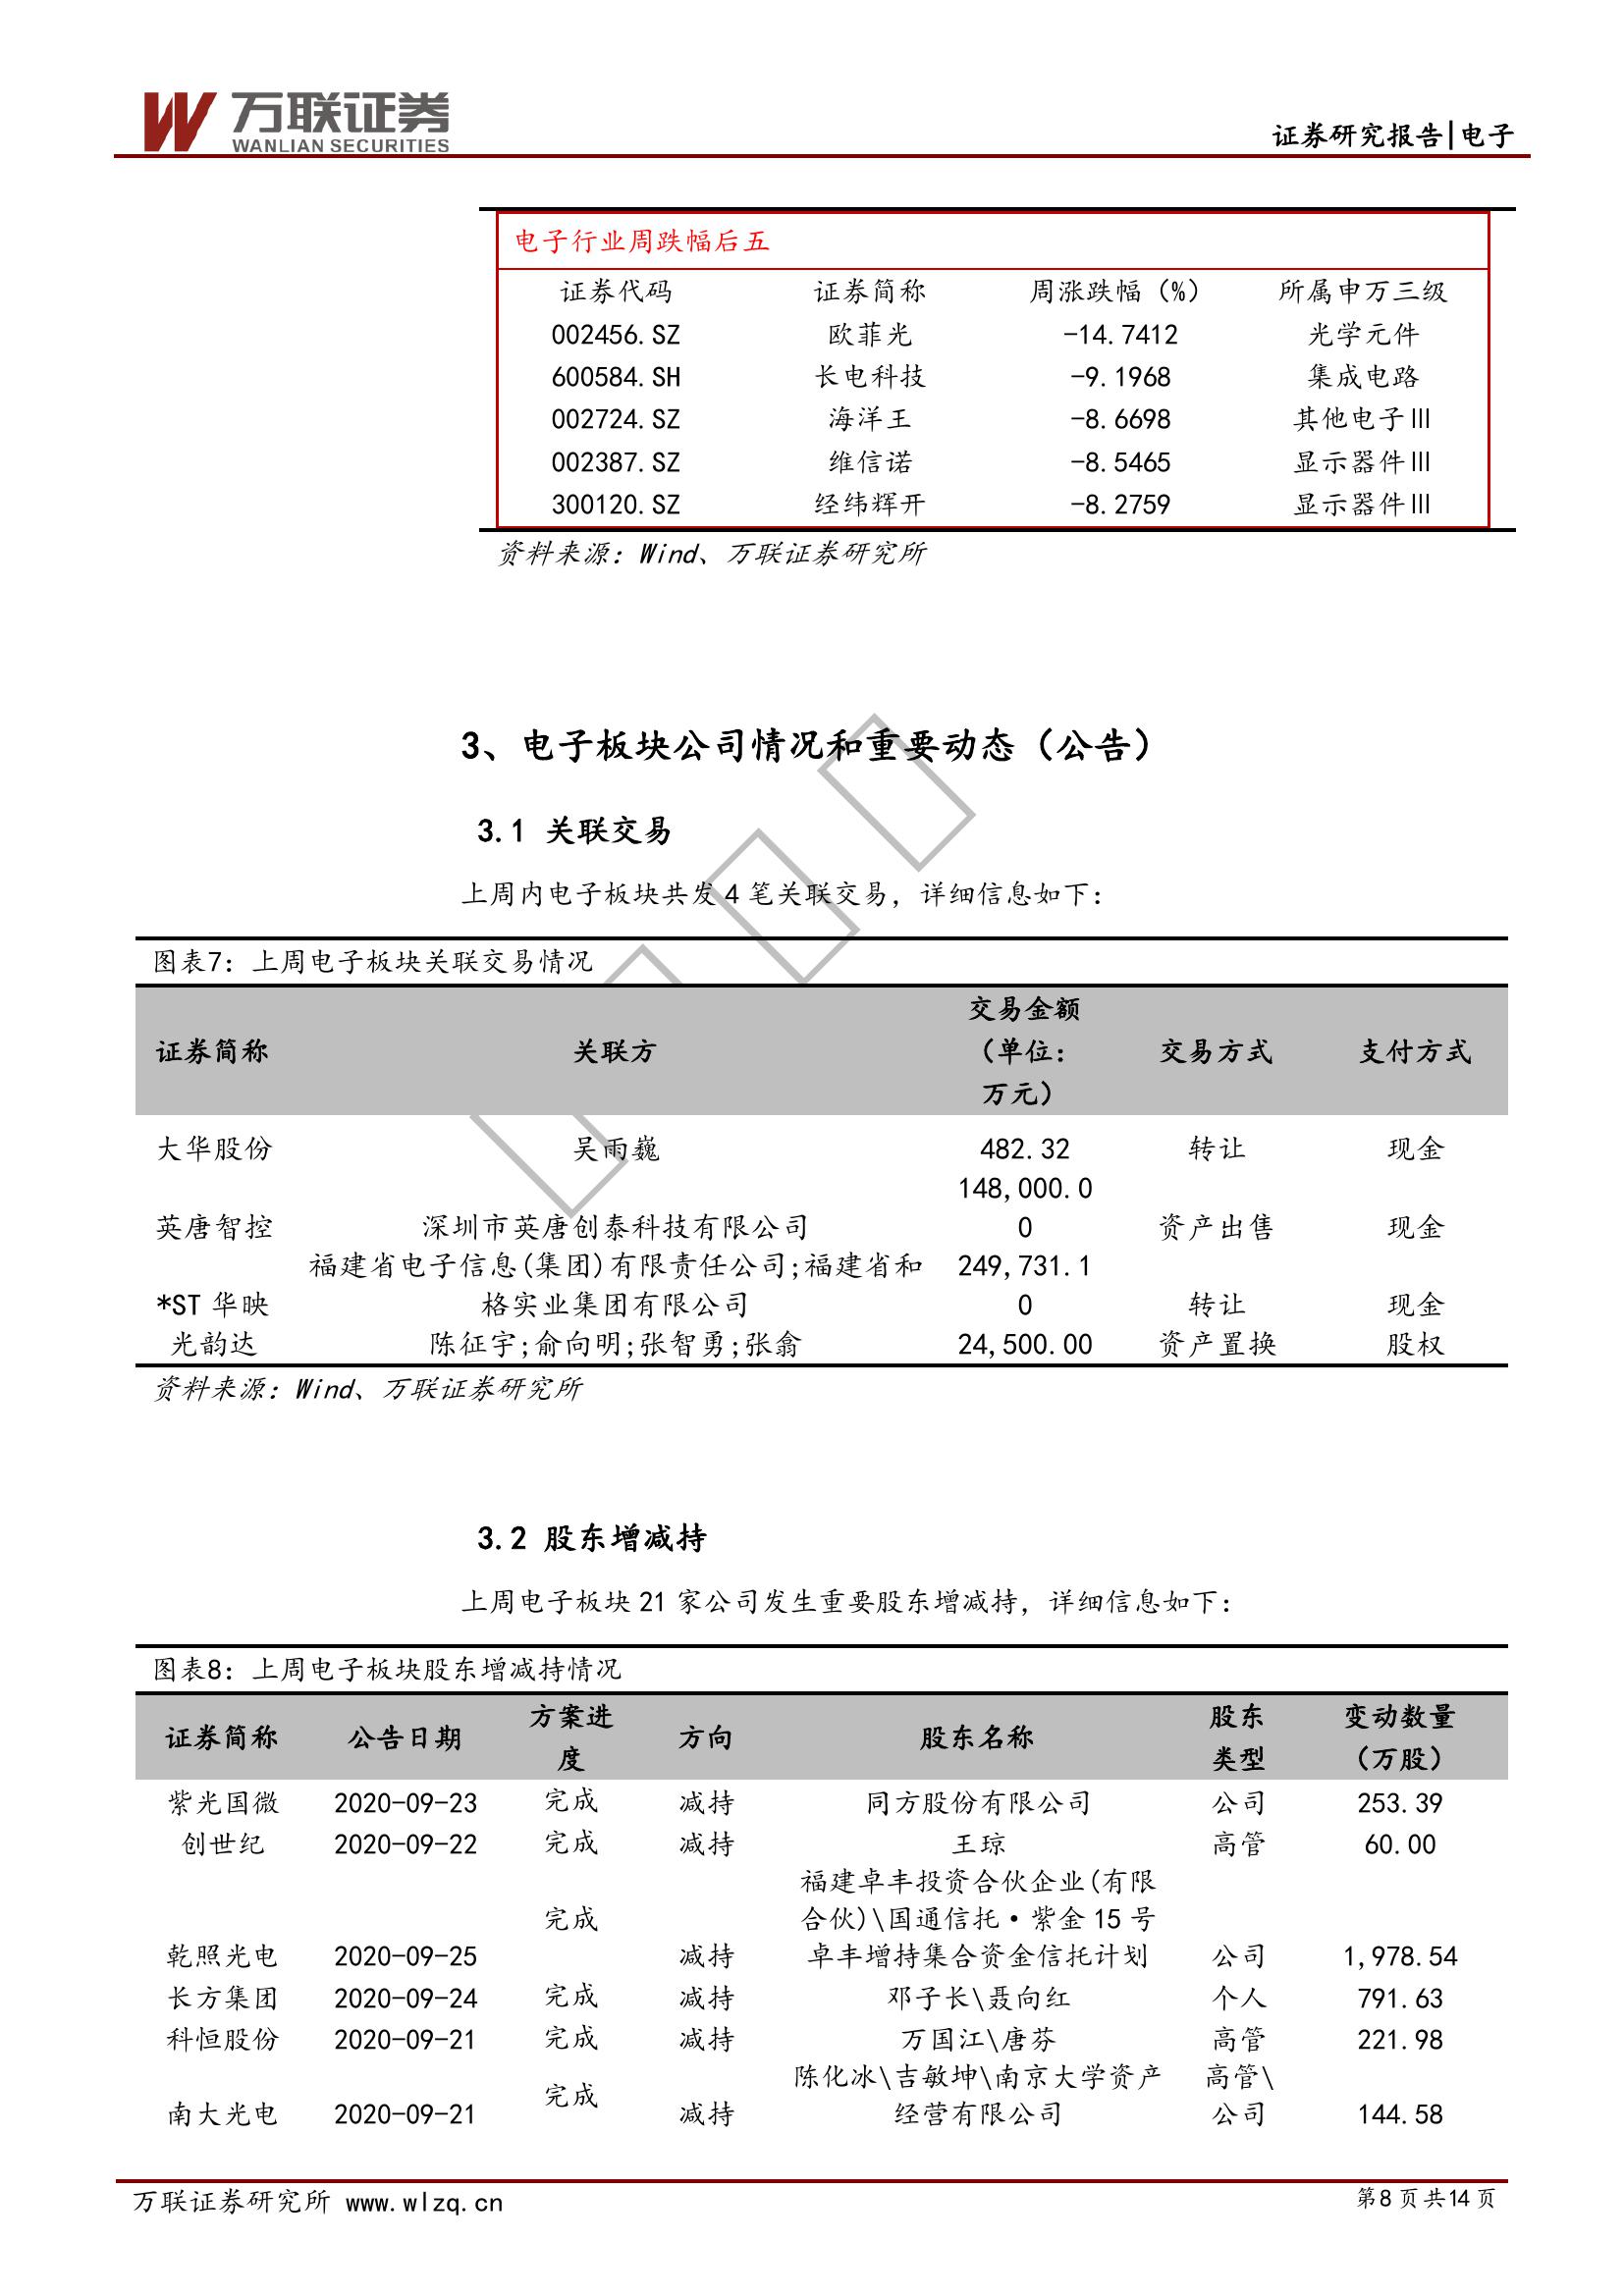 万联证券
WANLIAN SECURITIES
证券研究报告|电子
电子行业周跌幅后五
证券代码 证券简称 周涨跌幅（%） 所属申万三级
002456.SZ 欧菲光 -14.7412 光学元件
600584.SH 长电科技 -9.1968 集成电路
002724.SZ 海洋王 -8.6698 其他电子Ⅲ
002387.SZ 维信诺 -8.5465 显示器件Ⅲ
300120.SZ 经纬辉开 -8.2759 显示器件Ⅲ
资料来源：Wind、万联证券研究所
3、电子板块公司情况和重要动态（公告）
3.1 关联交易
上周内电子板块共发 4 笔关联交易，详细信息如下：
图表7：上周电子板块关联交易情况
交易金额
证券简称 关联方 （单位： 交易方式 支付方式
万元）
大华股份 吴雨巍 482.32 转让 现金
148,000.0
英唐智控 深圳市英唐创泰科技有限公司 0 资产出售 现金
福建省电子信息(集团)有限责任公司;福建省和 249,731.1
*ST 华映 格实业集团有限公司 0 转让 现金
光韵达 陈征宇;俞向明;张智勇;张翕 24,500.00 资产置换 股权
资料来源：Wind、万联证券研究所
3.2 股东增减持
上周电子板块 21 家公司发生重要股东增减持，详细信息如下：
图表8：上周电子板块股东增减持情况
方案进 股东 变动数量
证券简称 公告日期 方向 股东名称
度 类型 （万股）
紫光国微 2020-09-23 完成 减持 同方股份有限公司 公司 253.39
创世纪 2020-09-22 完成 减持 王琼 高管 60.00
福建卓丰投资合伙企业(有限
完成 合伙)\国通信托·紫金 15 号
乾照光电 2020-09-25 减持 卓丰增持集合资金信托计划 公司 1,978.54
长方集团 2020-09-24 完成 减持 邓子长\聂向红 个人 791.63
科恒股份 2020-09-21 完成 减持 万国江\唐芬 高管 221.98
完成 陈化冰\吉敏坤\南京大学资产 高管\
南大光电 2020-09-21 减持 经营有限公司 公司 144.58
万联证券研究所 www.wlzq.cn 第8 页 共14 页